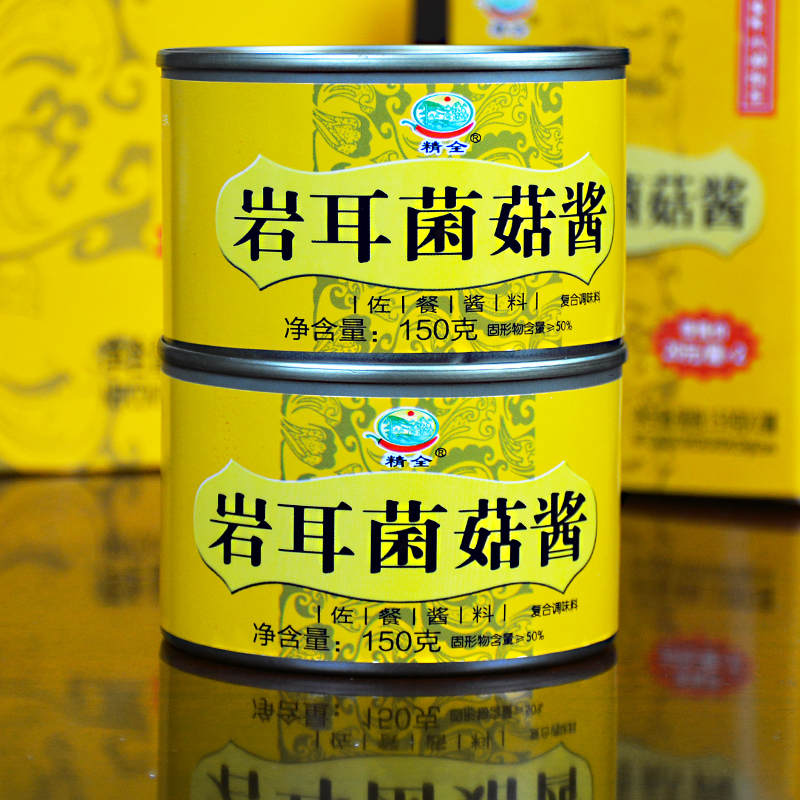 精全®
岩耳菌菇酱
佐 餐 酱 料 复合调味料
净含量：150克 固形物含量≥50%
精全®
岩耳菌菇酱
佐 餐 酱 料 复合调味料
净含量：150克 固形物含量≥50%
菇酱